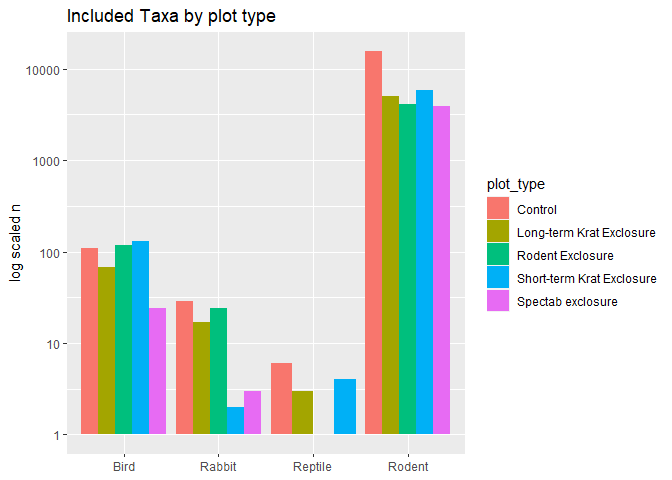 Included Taxa by plot type
log scaled n
10000
1000
100
10
1
Bird
Rabbit
Reptile
Rodent
plot_type
Control
Long-term Krat Exclosure
Rodent Exclosure
Short-term Krat Exclosure
Spectab exclosure